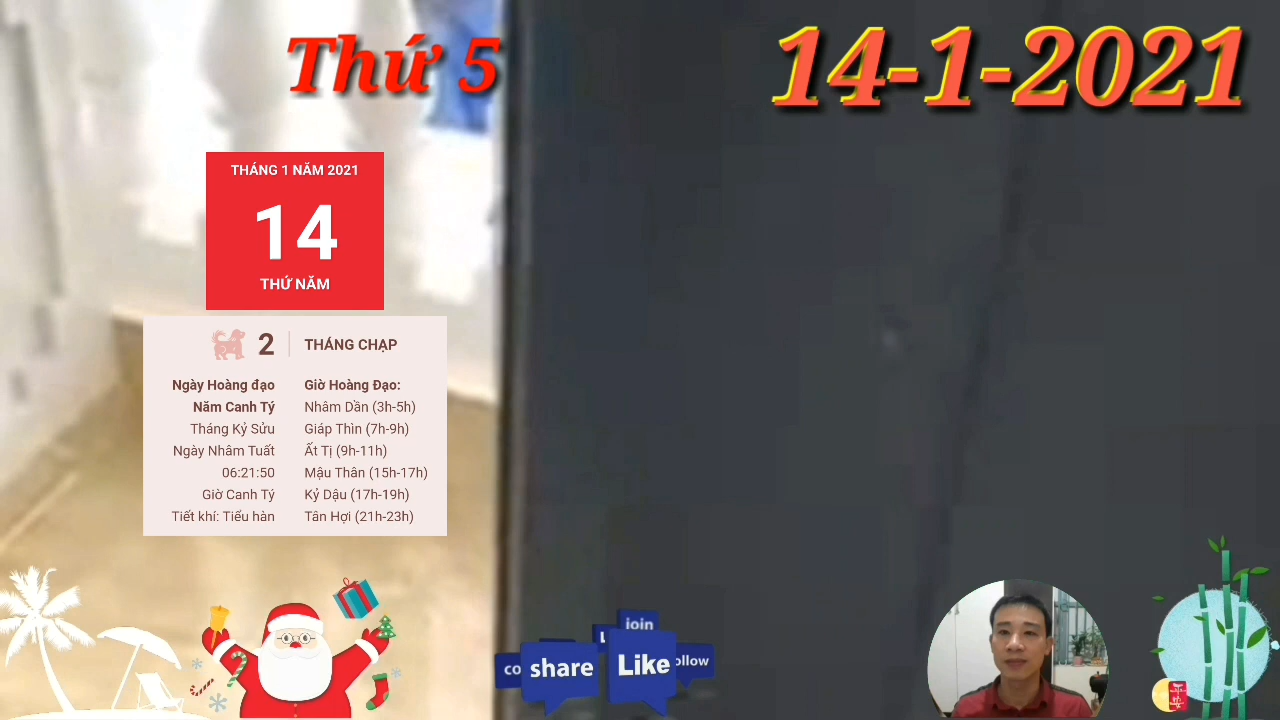 Thứ 5
14-1-2021
THÁNG 1 NĂM 2021
14
THỨ NĂM
2
THÁNG CHẠP
Ngày Hoàng đạo
Năm Canh Tý
Tháng Kỷ Sửu
Ngày Nhâm Tuất
06:21:50
Giờ Canh Tý
Tiết khí: Tiểu hàn
Giờ Hoàng Đạo:
Nhâm Dần (3h-5h)
Giáp Thìn (7h-9h)
Ất Tị (9h-11h)
Mậu Thân (15h-17h)
Kỷ Dậu (17h-19h)
Tân Hợi (21h-23h)
join
co share Like ollow